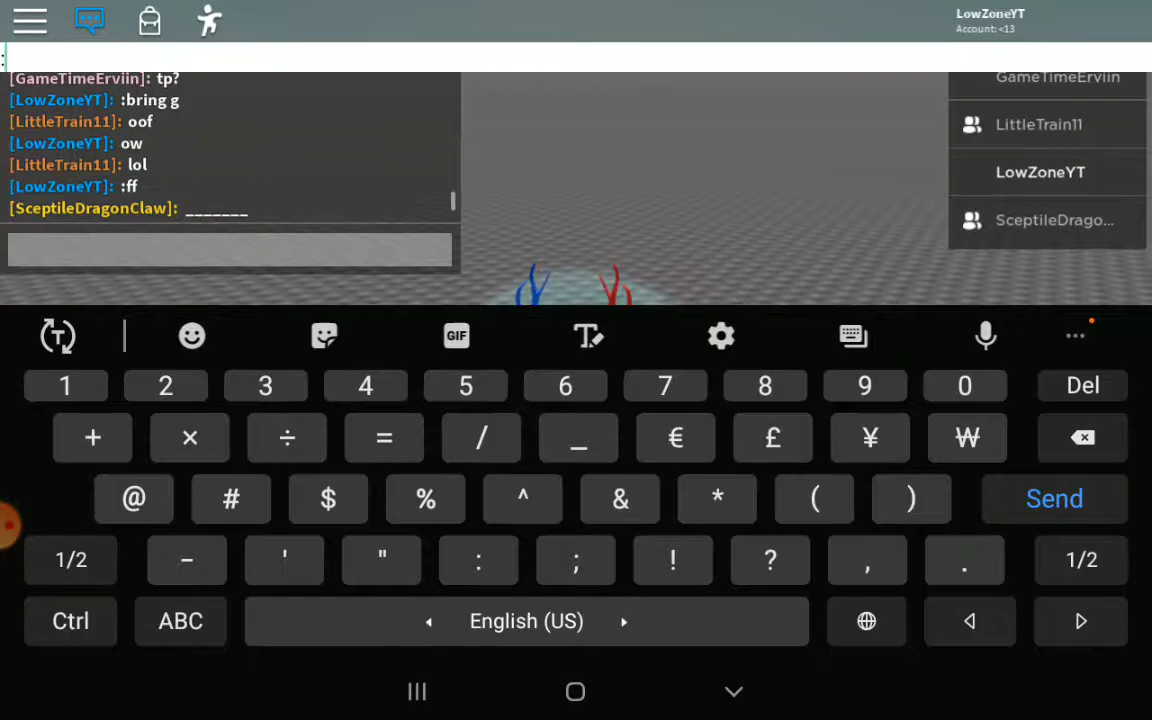 LowZoneYT
Account: <13
:
[GameTimeErviin]: tp?
[LowZoneYT]: :bring g
[LittleTrain11]: oof
[LowZoneYT]: ow
[LittleTrain11]: lol
[LowZoneYT]: :ff
[SceptileDragonClaw]: _______
GameTimeErviin
LittleTrain11
LowZoneYT
SceptileDrago...
GIF
1 2 3 4 5 6 7 8 9 0 Del
+ × ÷ = / _ € £ ¥ ₩
@ # $ % ^ & * ( ) Send
1/2 - ' " : ; ! ? , . 1/2
Ctrl ABC English (US)